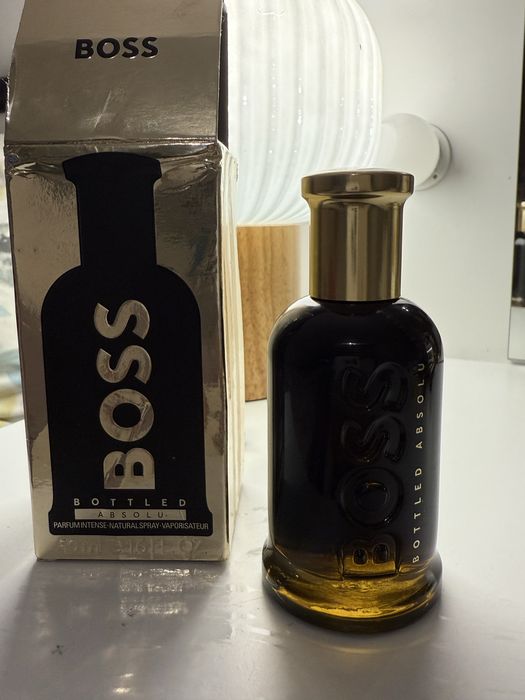 BOSS
BOSS
BOTTLED
ABSOLU
PARFUM INTENSE·NATURAL SPRAY·VAPORISATEUR
BOSS
BOTTLED ABSOLU